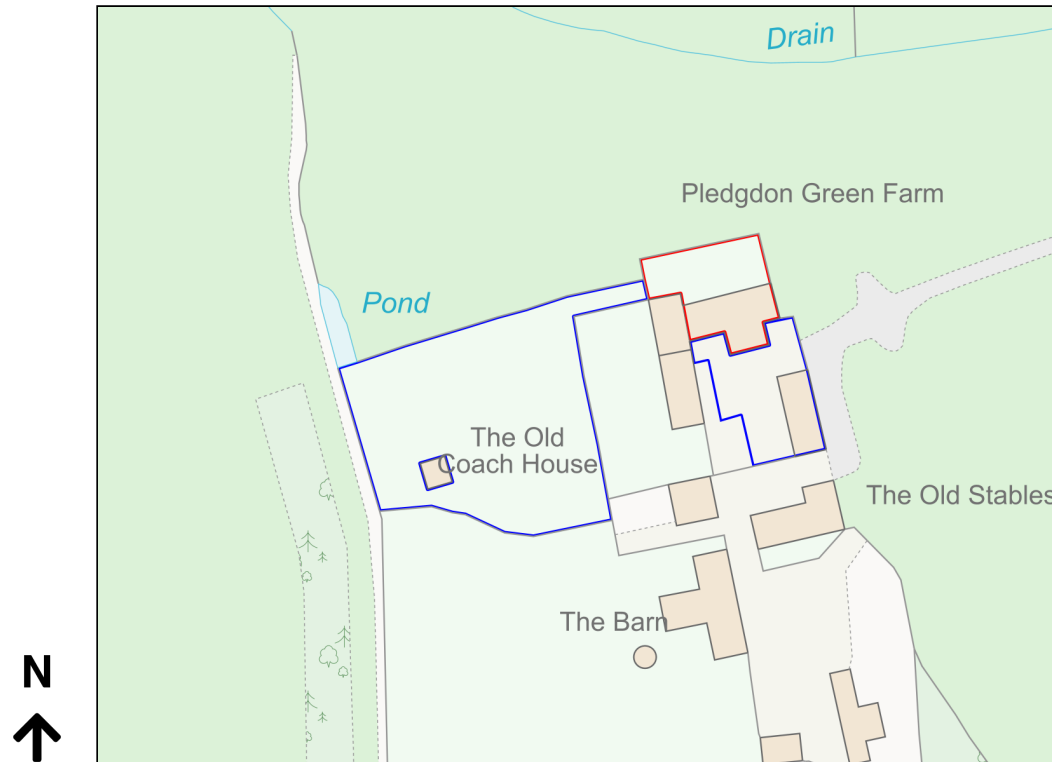 Drain
Pledgdon Green Farm
Pond
The Old
Coach House
The Old Stables
The Barn
N